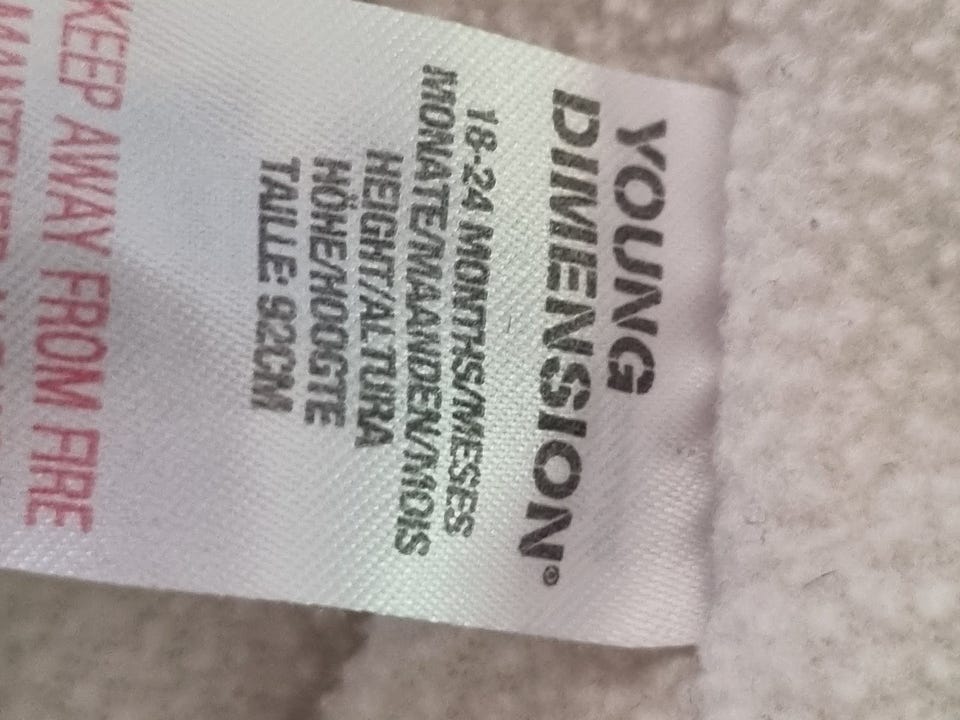 YOUNG
DIMENSION®
18-24 MONTHS/MESES
MONATE/MAANDEN/MOIS
HEIGHT/ALTURA
HÖHE/HOOGTE
TAILLE: 92CM
KEEP AWAY FROM FIRE